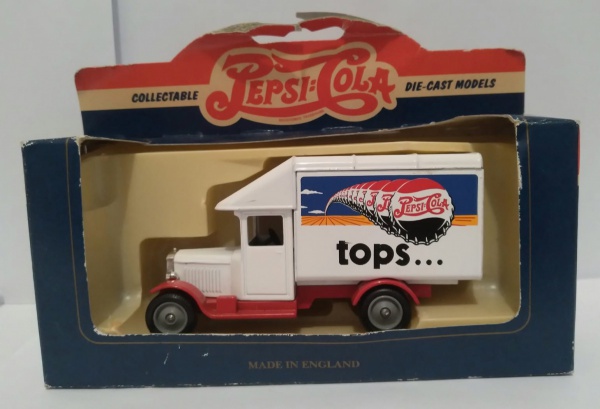 COLLECTABLE PEPSI:COLA DIE-CAST MODELS
PEPSI:COLA
tops...
MADE IN ENGLAND